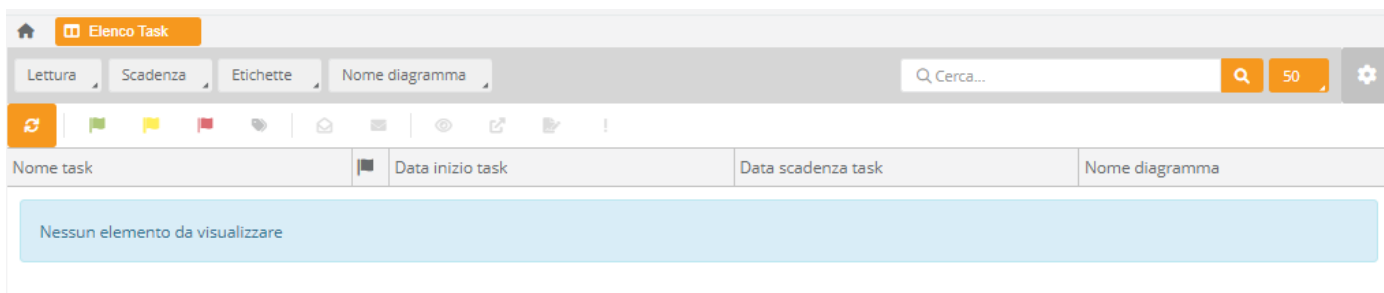 Elenco Task
Lettura Scadenza Etichette Nome diagramma Cerca... 50
Nome task Data inizio task Data scadenza task Nome diagramma
Nessun elemento da visualizzare